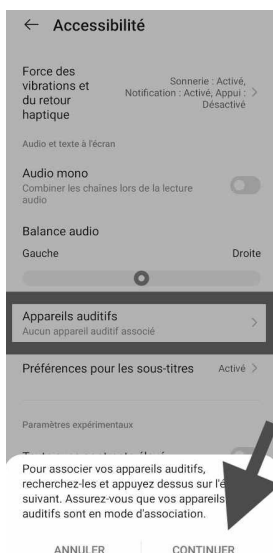 ← Accessibilité
Force des
vibrations et
du retour
haptique
Sonnerie : Activé,
Notification : Activé, Appui :
Désactivé
Audio et texte à l'écran
Audio mono
Combiner les chaînes lors de la lecture
audio
Balance audio
Gauche Droite
Appareils auditifs
Aucun appareil auditif associé
Préférences pour les sous-titres Activé
Paramètres expérimentaux
Pour associer vos appareils auditifs,
recherchez-les et appuyez dessus sur
suivant. Assurez-vous que vos appareils
auditifs sont en mode d'association.
ANNULER CONTINUER